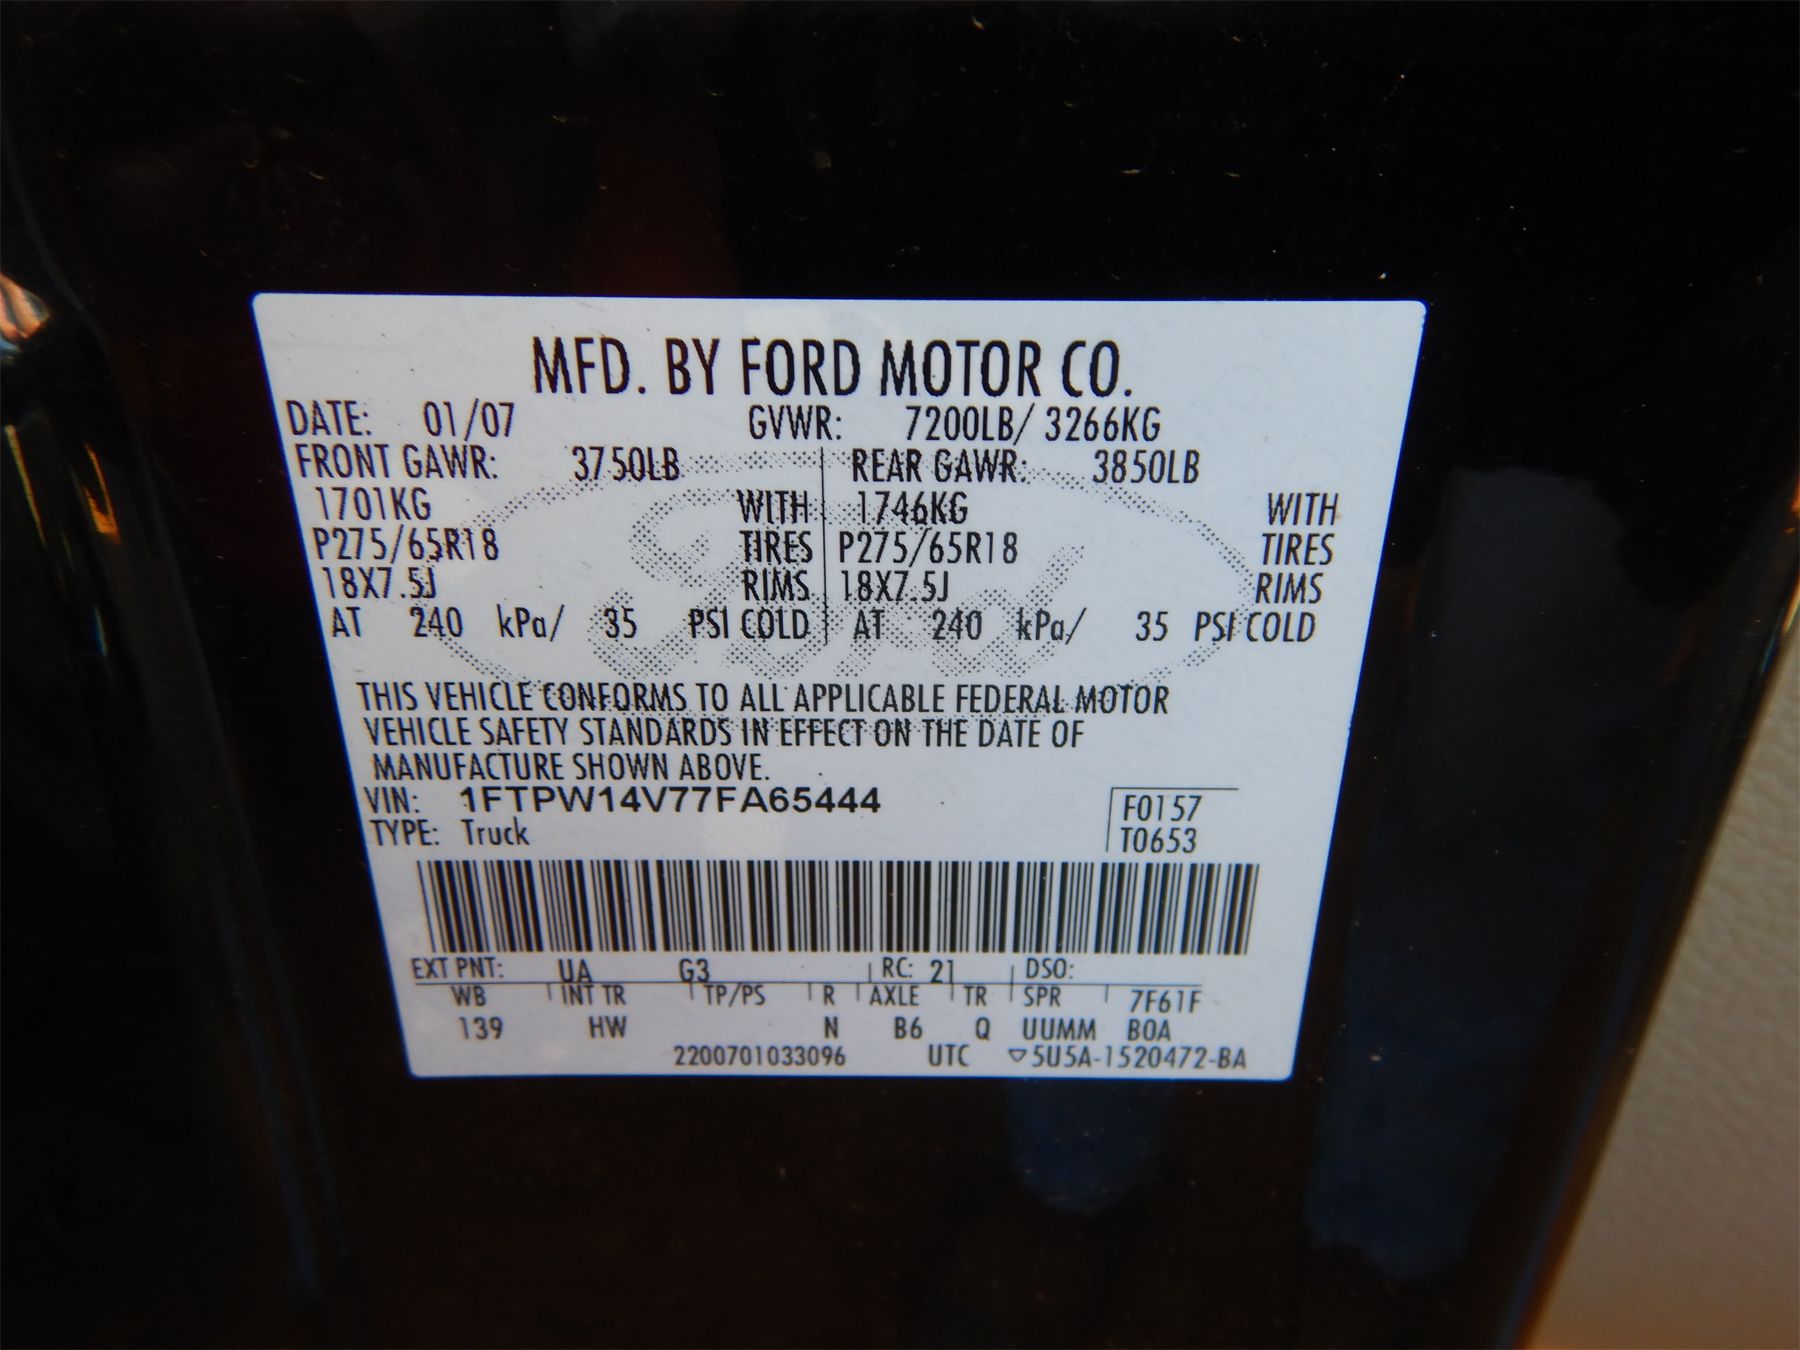 MFD. BY FORD MOTOR CO.
DATE: 01/07 GVWR: 7200LB/ 3266KG
FRONT GAWR: 3750LB REAR GAWR: 3850LB
1701KG WITH 1746KG WITH
P275/65R18 TIRES P275/65R18 TIRES
18X7.5J RIMS 18X7.5J RIMS
AT 240 kPa/ 35 PSI COLD AT 240 kPa/ 35 PSI COLD
Ford
THIS VEHICLE CONFORMS TO ALL APPLICABLE FEDERAL MOTOR
VEHICLE SAFETY STANDARDS IN EFFECT ON THE DATE OF
MANUFACTURE SHOWN ABOVE.
VIN: 1FTPW14V77FA65444 F0157
TYPE: Truck T0653
EXT PNT: UA G3 RC: 21 DSO:
WB INT TR TP/PS R AXLE TR SPR 7F61F
139 HW N B6 Q UUMM BOA
2200701033096 UTC ▽5U5A-1520472-BA